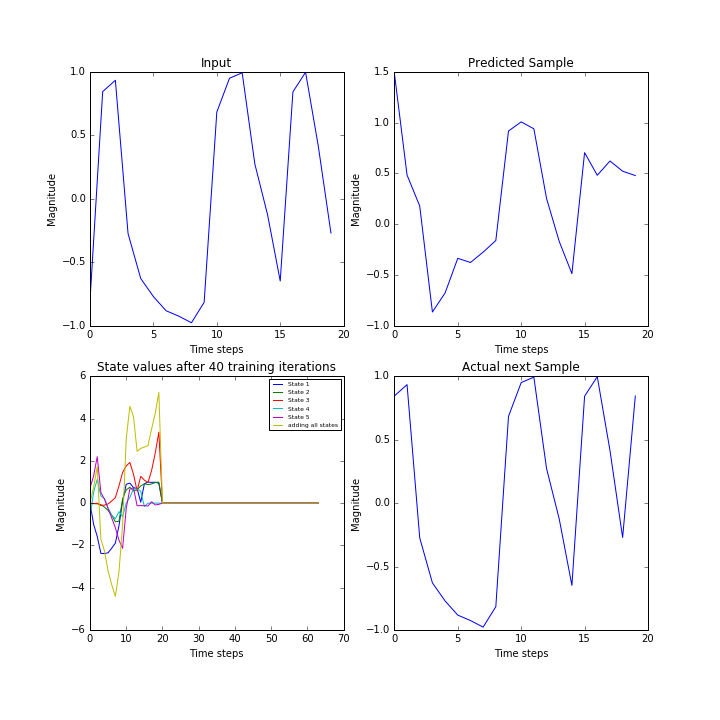 Input
1.0
0.5
0.0
−0.5
−1.0
Magnitude
0 5 10 15 20
Time steps
Predicted Sample
1.5
1.0
0.5
0.0
−0.5
−1.0
Magnitude
0 5 10 15 20
Time steps
State values after 40 training iterations
6
4
2
0
−2
−4
−6
Magnitude
State 1
State 2
State 3
State 4
State 5
adding all states
0 10 20 30 40 50 60 70
Time steps
Actual next Sample
1.0
0.5
0.0
−0.5
−1.0
Magnitude
0 5 10 15 20
Time steps